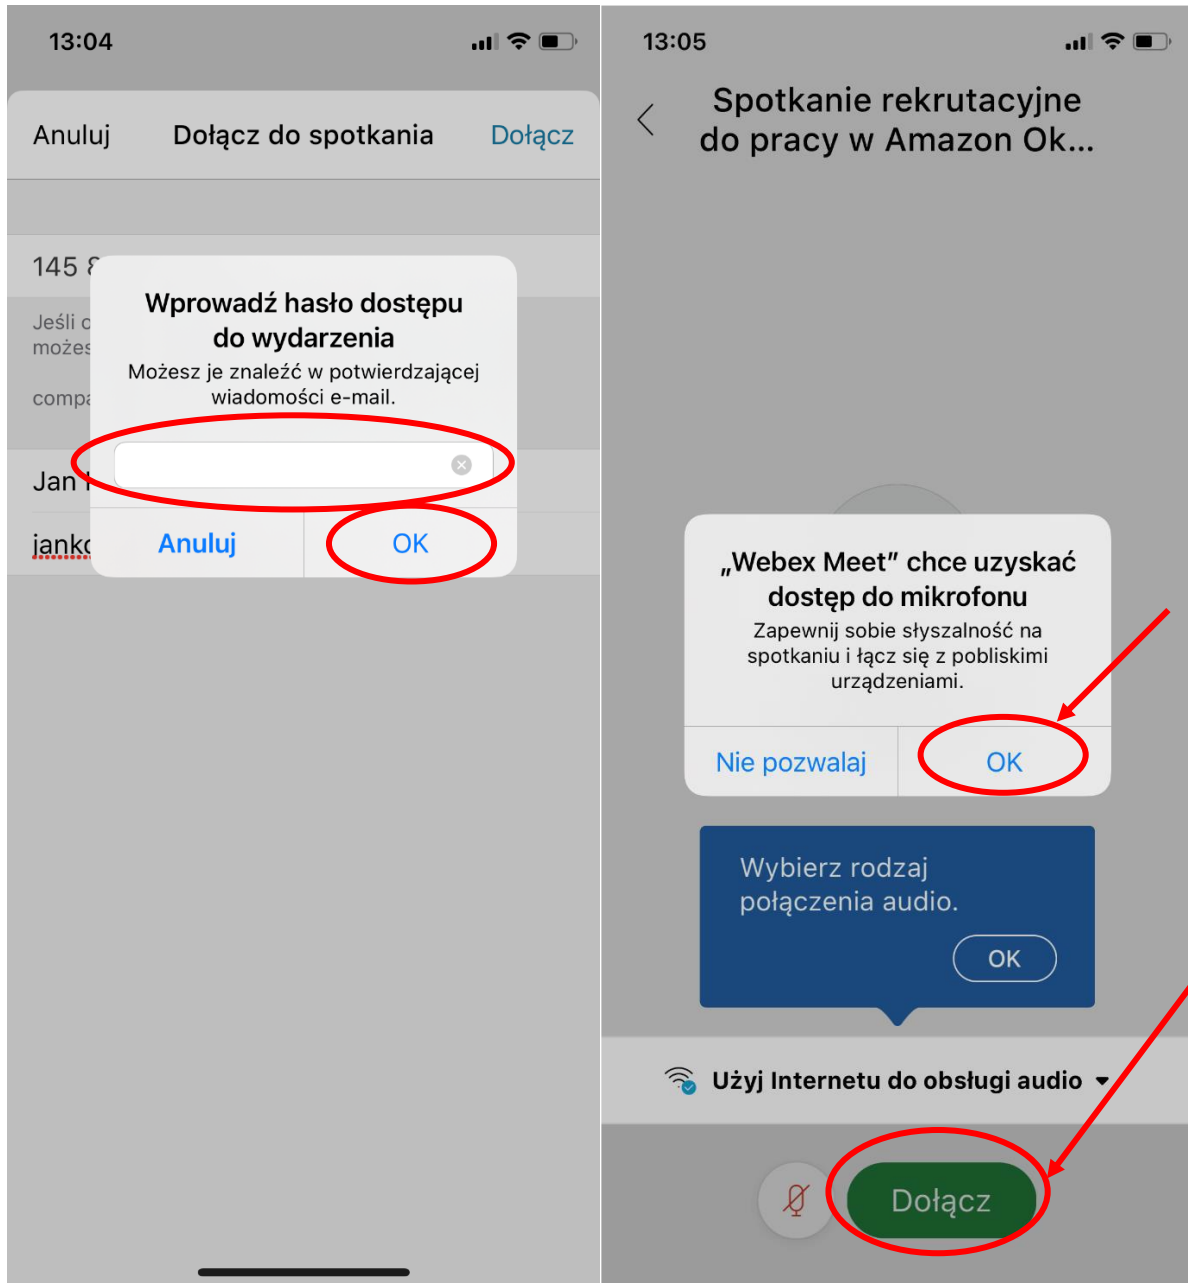 13:04
Anuluj Dołącz do spotkania Dołącz
145
Jeśli
Wprowadź hasło dostępu
do wydarzenia
Możesz je znaleźć w potwierdzającej
wiadomości e-mail.
Jan
Anuluj OK
13:05
Spotkanie rekrutacyjne
do pracy w Amazon Ok...
„Webex Meet” chce uzyskać
dostęp do mikrofonu
Zapewnij sobie słyszalność na
spotkaniu i łącz się z pobliskimi
urządzeniami.
Nie pozwalaj OK
Wybierz rodzaj
połączenia audio.
OK
Użyj Internetu do obsługi audio
Dołącz